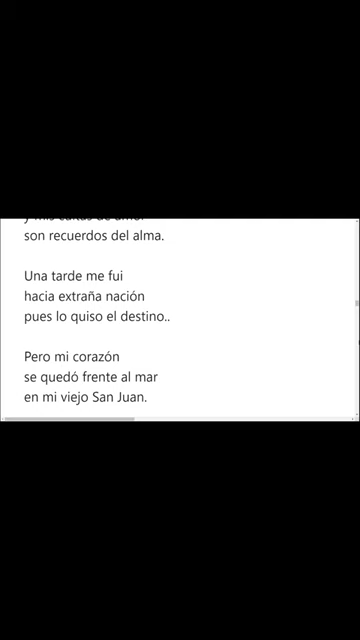 son recuerdos del alma.
Una tarde me fui
hacia extraña nación
pues lo quiso el destino..
Pero mi corazón
se quedó frente al mar
en mi viejo San Juan.